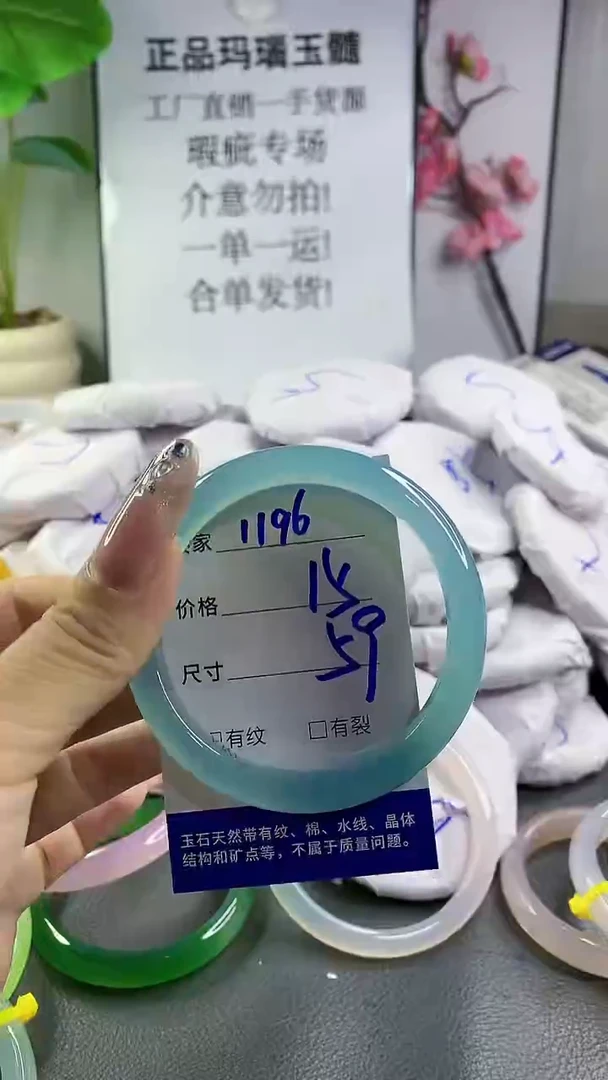 正品玛瑙玉髓
工厂直销一手货源
瑕疵专场
介意勿拍!
一单一运!
合单发货!
家 1196
价格
尺寸 59
有纹 □有裂
玉石天然带有纹、棉、水线、晶体
结构和矿点等，不属于质量问题。